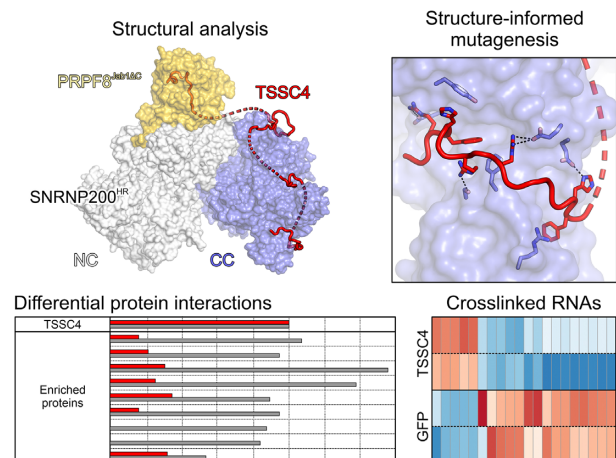 Structural analysis
Structure-informed
mutagenesis
PRPF8ᴶᵃᵇ¹ΔC
TSSC4
SNRNP200ᴴᴿ
NC
CC
Differential protein interactions
TSSC4
Enriched
proteins
Crosslinked RNAs
TSSC4
GFP